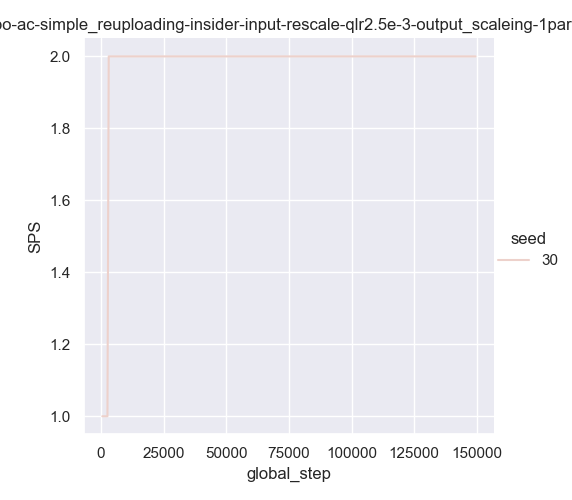 oo-ac-simple_reuploading-insider-input-rescale-qlr2.5e-3-output_scaleing-1par
2.0
1.8
1.6
1.4
1.2
1.0
SPS
0 25000 50000 75000 100000 125000 150000
global_step
seed
30